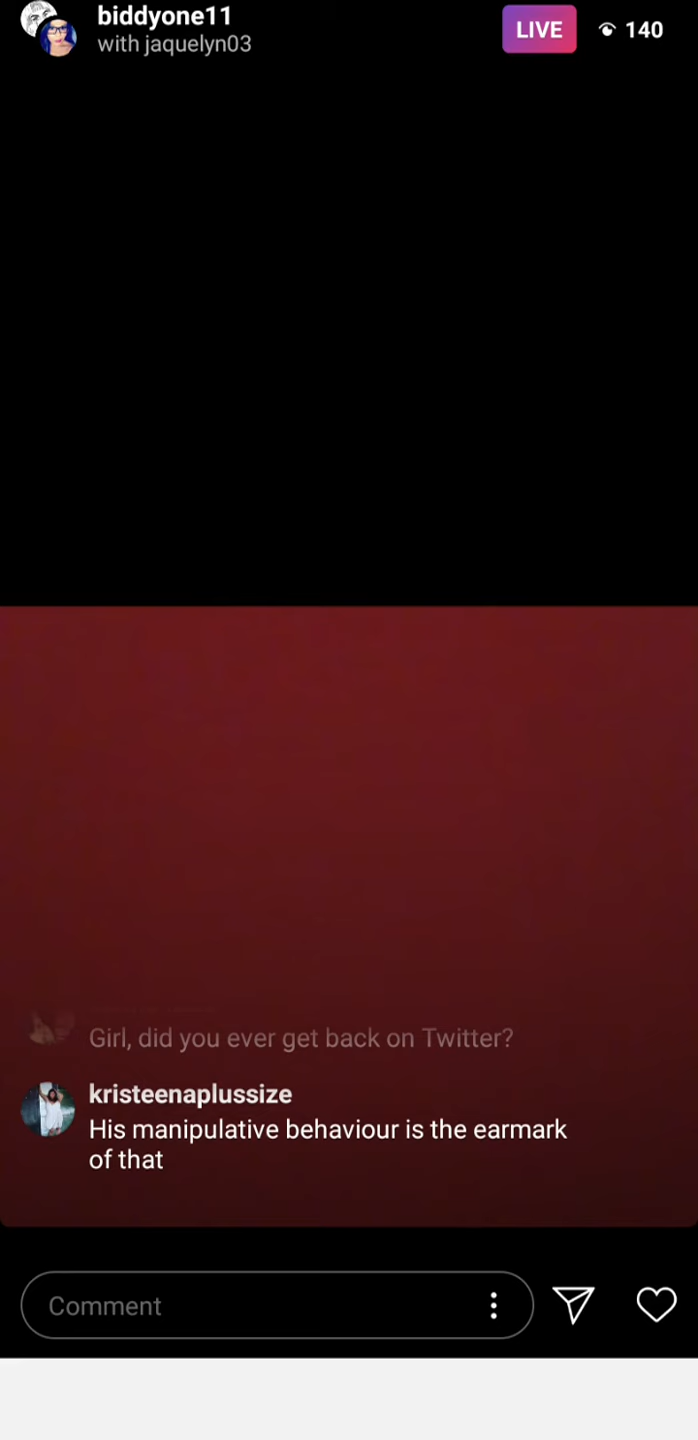 biddyone11
with jaquelyn03
LIVE
140
Girl, did you ever get back on Twitter?
kristeenaplussize
His manipulative behaviour is the earmark
of that
Comment